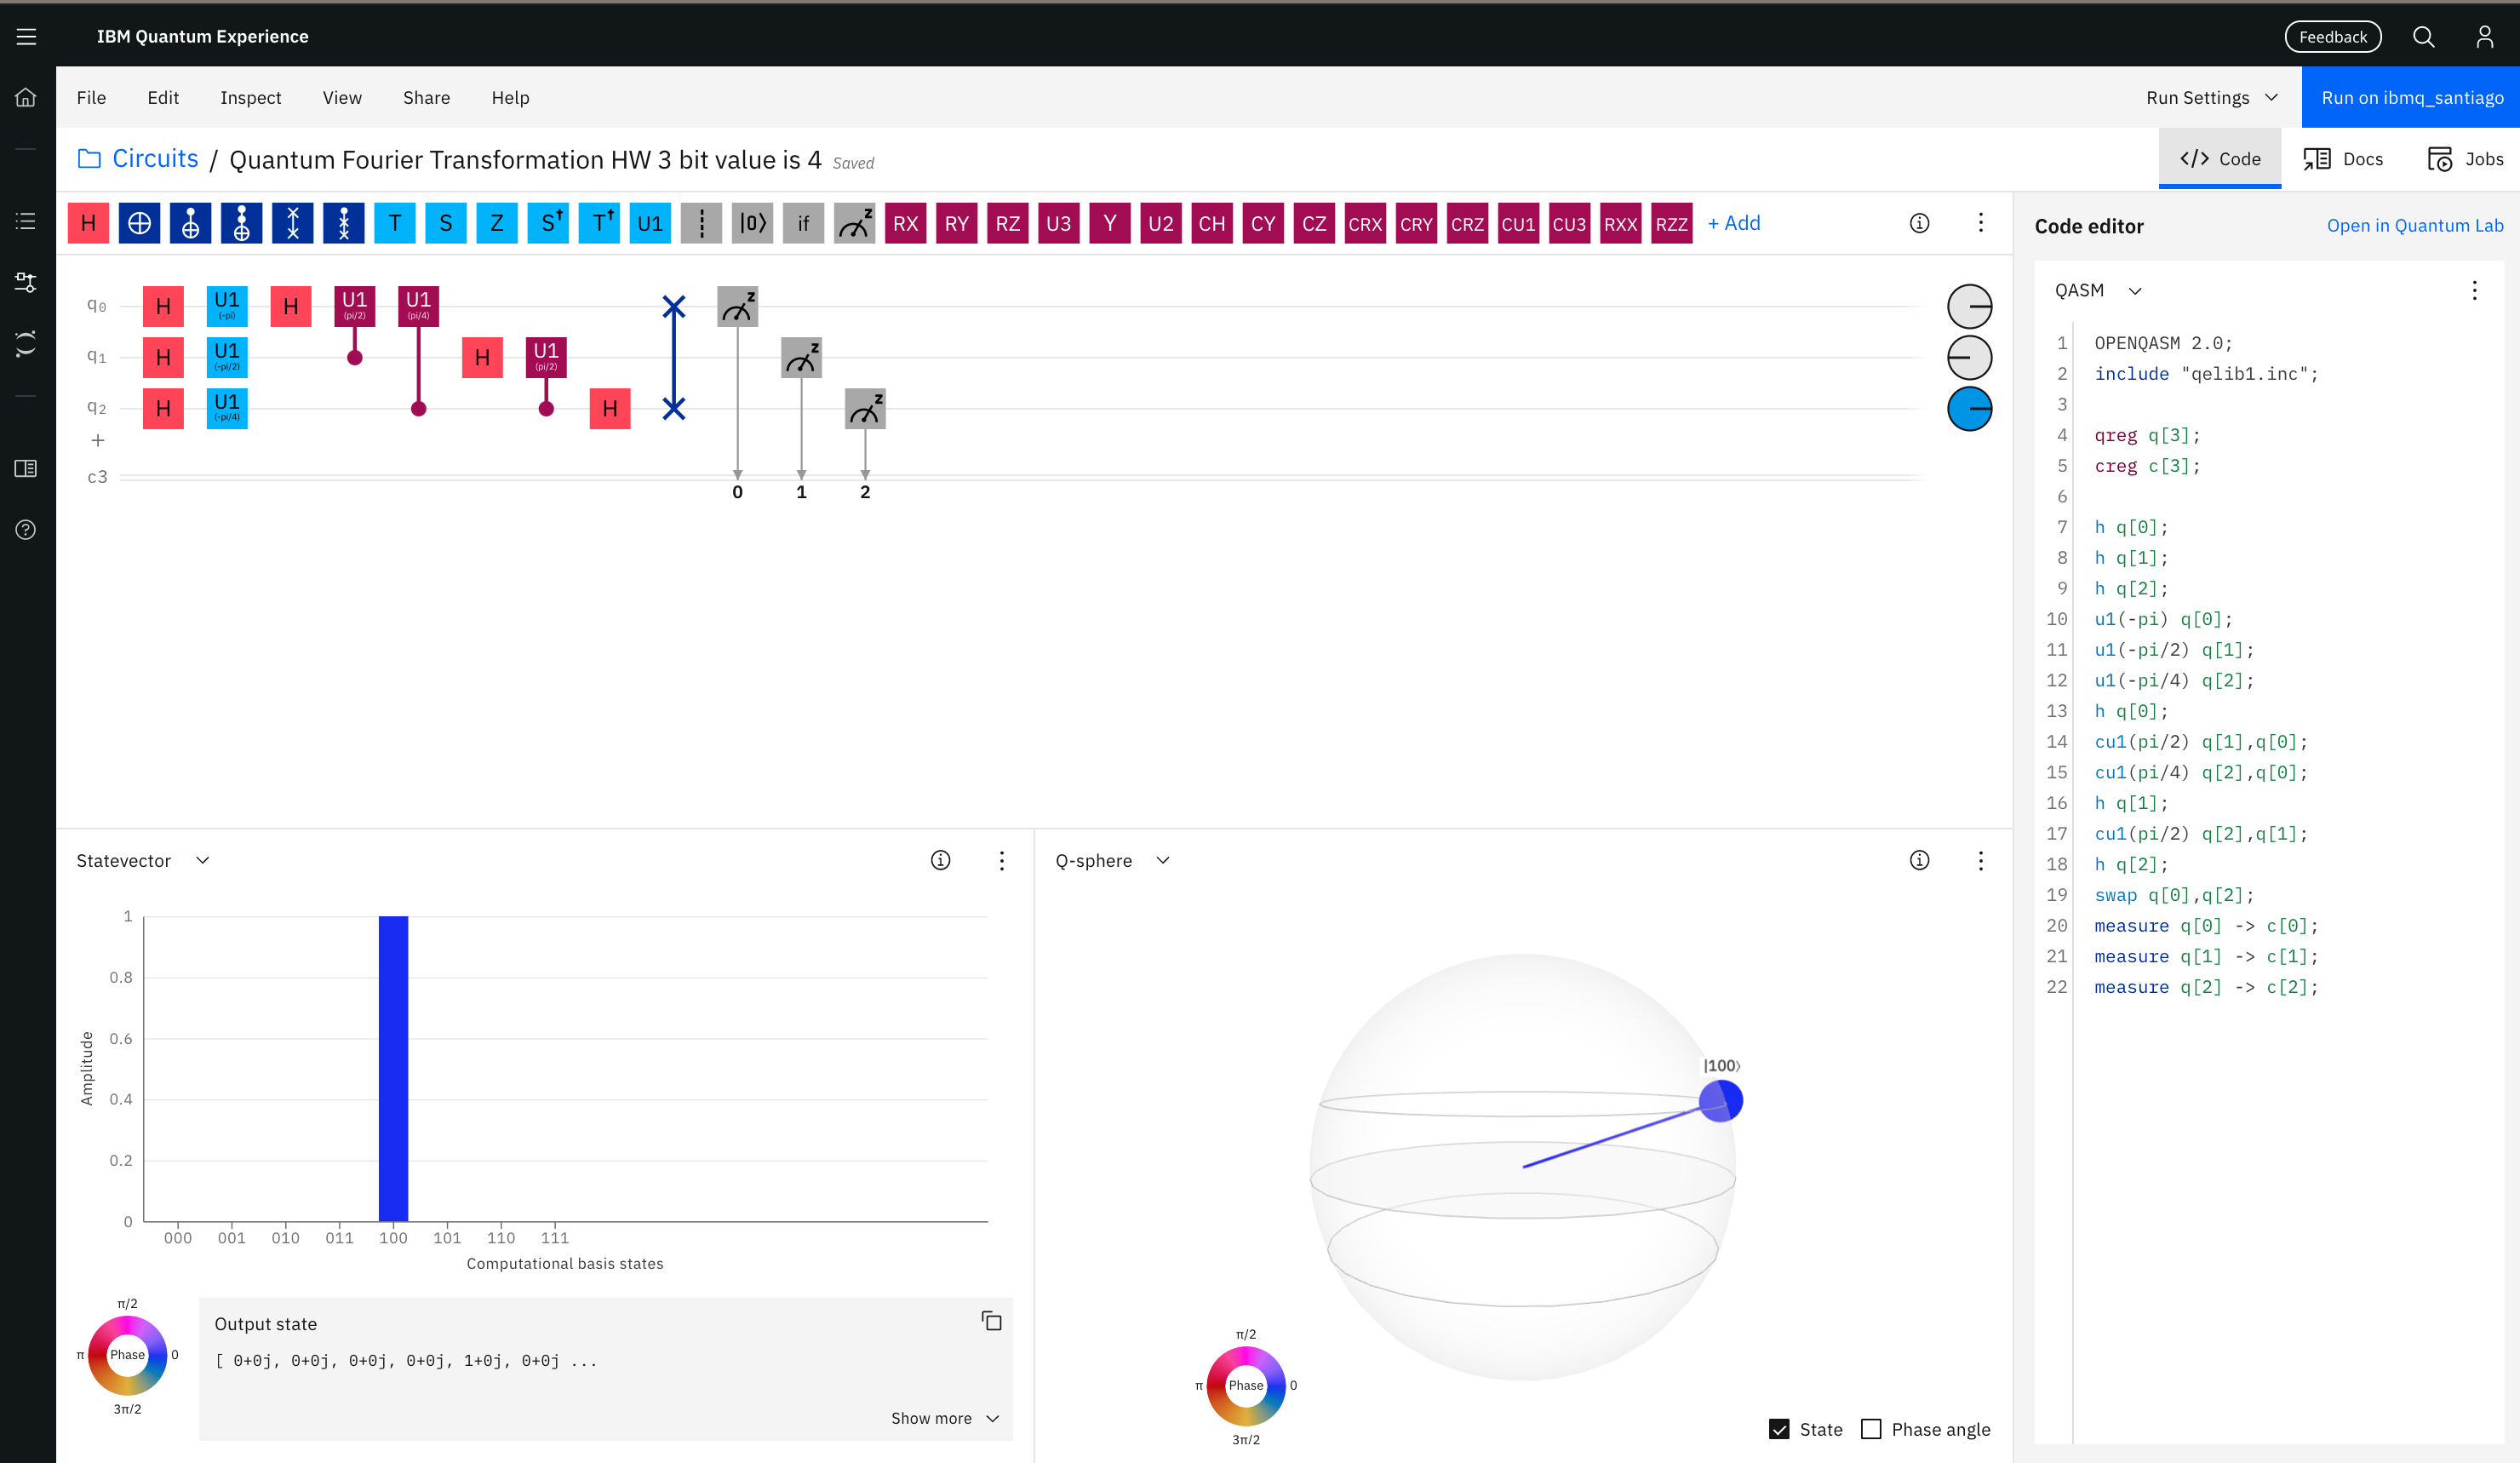 IBM Quantum Experience
Feedback
File Edit Inspect View Share Help
Run Settings
Run on ibmq_santiago
Circuits / Quantum Fourier Transformation HW 3 bit value is 4 Saved
</> Code Docs Jobs
H T S Z S† T† U1 |0⟩ if z RX RY RZ U3 Y U2 CH CY CZ CRX CRY CRZ CU1 CU3 RXX RZZ + Add
q0 H U1 (-pi) H U1 (pi/2) U1 (pi/4) z
q1 H U1 (-pi/2) H U1 (pi/2) z
q2 H U1 (-pi/4) H z
+
c3
0 1 2
Code editor
Open in Quantum Lab
QASM
1 OPENQASM 2.0;
2 include "qelib1.inc";
3
4 qreg q[3];
5 creg c[3];
6
7 h q[0];
8 h q[1];
9 h q[2];
10 u1(-pi) q[0];
11 u1(-pi/2) q[1];
12 u1(-pi/4) q[2];
13 h q[0];
14 cu1(pi/2) q[1],q[0];
15 cu1(pi/4) q[2],q[0];
16 h q[1];
17 cu1(pi/2) q[2],q[1];
18 h q[2];
19 swap q[0],q[2];
20 measure q[0] -> c[0];
21 measure q[1] -> c[1];
22 measure q[2] -> c[2];
Statevector
1
0.8
0.6
0.4
0.2
0
Amplitude
000 001 010 011 100 101 110 111
Computational basis states
π/2
π Phase 0
3π/2
Output state
[ 0+0j, 0+0j, 0+0j, 0+0j, 1+0j, 0+0j ...
Show more
Q-sphere
|100⟩
π/2
π Phase 0
3π/2
State Phase angle